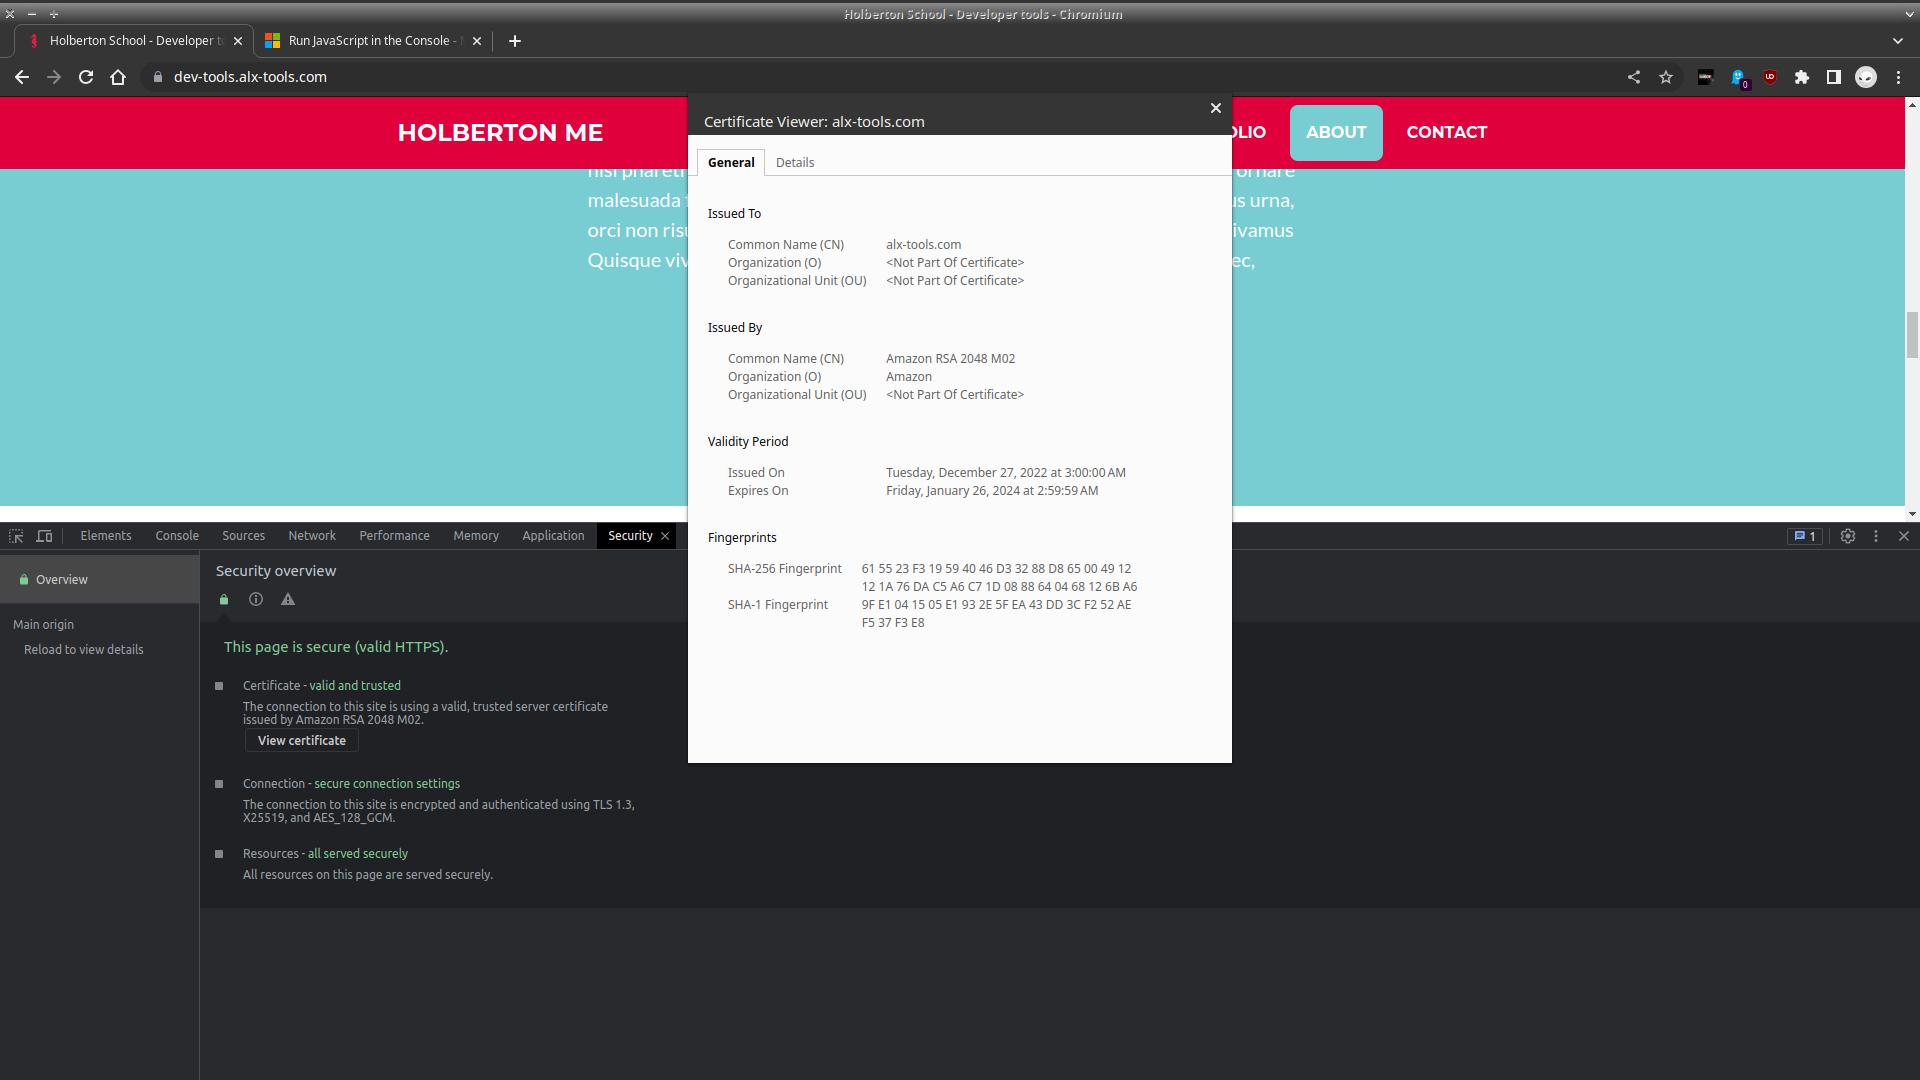 Holberton School - Developer tools - Chromium
Holberton School - Developer t
Run JavaScript in the Console -
dev-tools.alx-tools.com
0
HOLBERTON ME
OLIO
ABOUT
CONTACT
malesuada
us urna,
orci non risu
ivamus
Quisque viv
ec,
ornare
Certificate Viewer: alx-tools.com
General
Details
Issued To
Common Name (CN) alx-tools.com
Organization (O) <Not Part Of Certificate>
Organizational Unit (OU) <Not Part Of Certificate>
Issued By
Common Name (CN) Amazon RSA 2048 M02
Organization (O) Amazon
Organizational Unit (OU) <Not Part Of Certificate>
Validity Period
Issued On Tuesday, December 27, 2022 at 3:00:00 AM
Expires On Friday, January 26, 2024 at 2:59:59 AM
Fingerprints
SHA-256 Fingerprint 61 55 23 F3 19 59 40 46 D3 32 88 D8 65 00 49 12
12 1A 76 DA C5 A6 C7 1D 08 88 64 04 68 12 6B A6
SHA-1 Fingerprint 9F E1 04 15 05 E1 93 2E 5F EA 43 DD 3C F2 52 AE
F5 37 F3 E8
Elements Console Sources Network Performance Memory Application Security
1
Overview
Main origin
Reload to view details
Security overview
This page is secure (valid HTTPS).
Certificate - valid and trusted
The connection to this site is using a valid, trusted server certificate
issued by Amazon RSA 2048 M02.
View certificate
Connection - secure connection settings
The connection to this site is encrypted and authenticated using TLS 1.3,
X25519, and AES_128_GCM.
Resources - all served securely
All resources on this page are served securely.